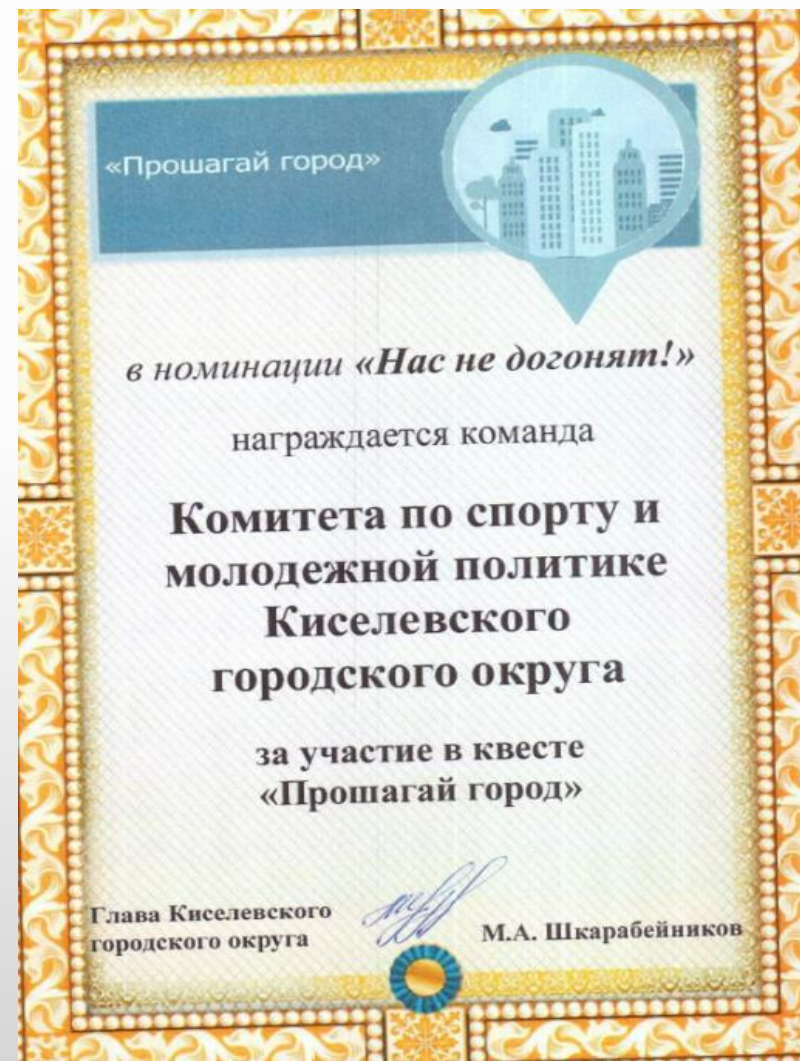 «Прошагай город»
в номинации «Нас не догонят!»
награждается команда
Комитета по спорту и
молодежной политике
Киселевского
городского округа
за участие в квесте
«Прошагай город»
Глава Киселевского
городского округа
М.А. Шкарабейников